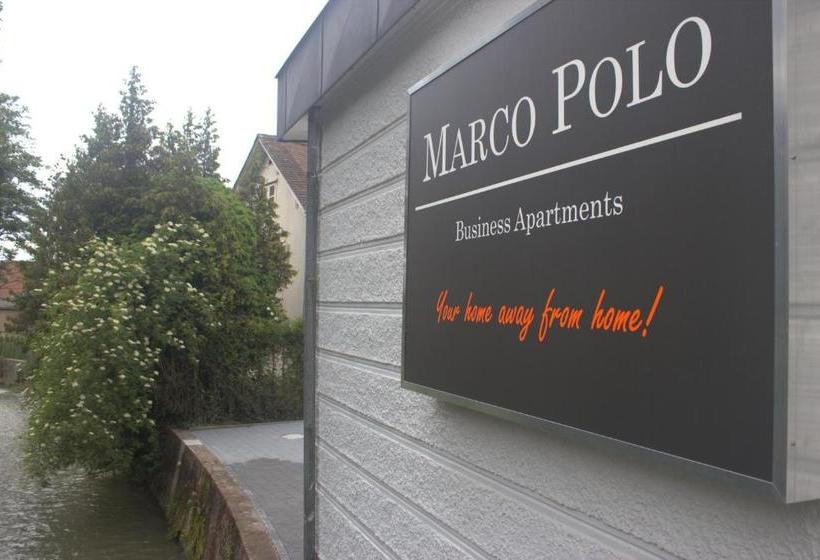 Marco Polo
Business Apartments
Your home away from home!